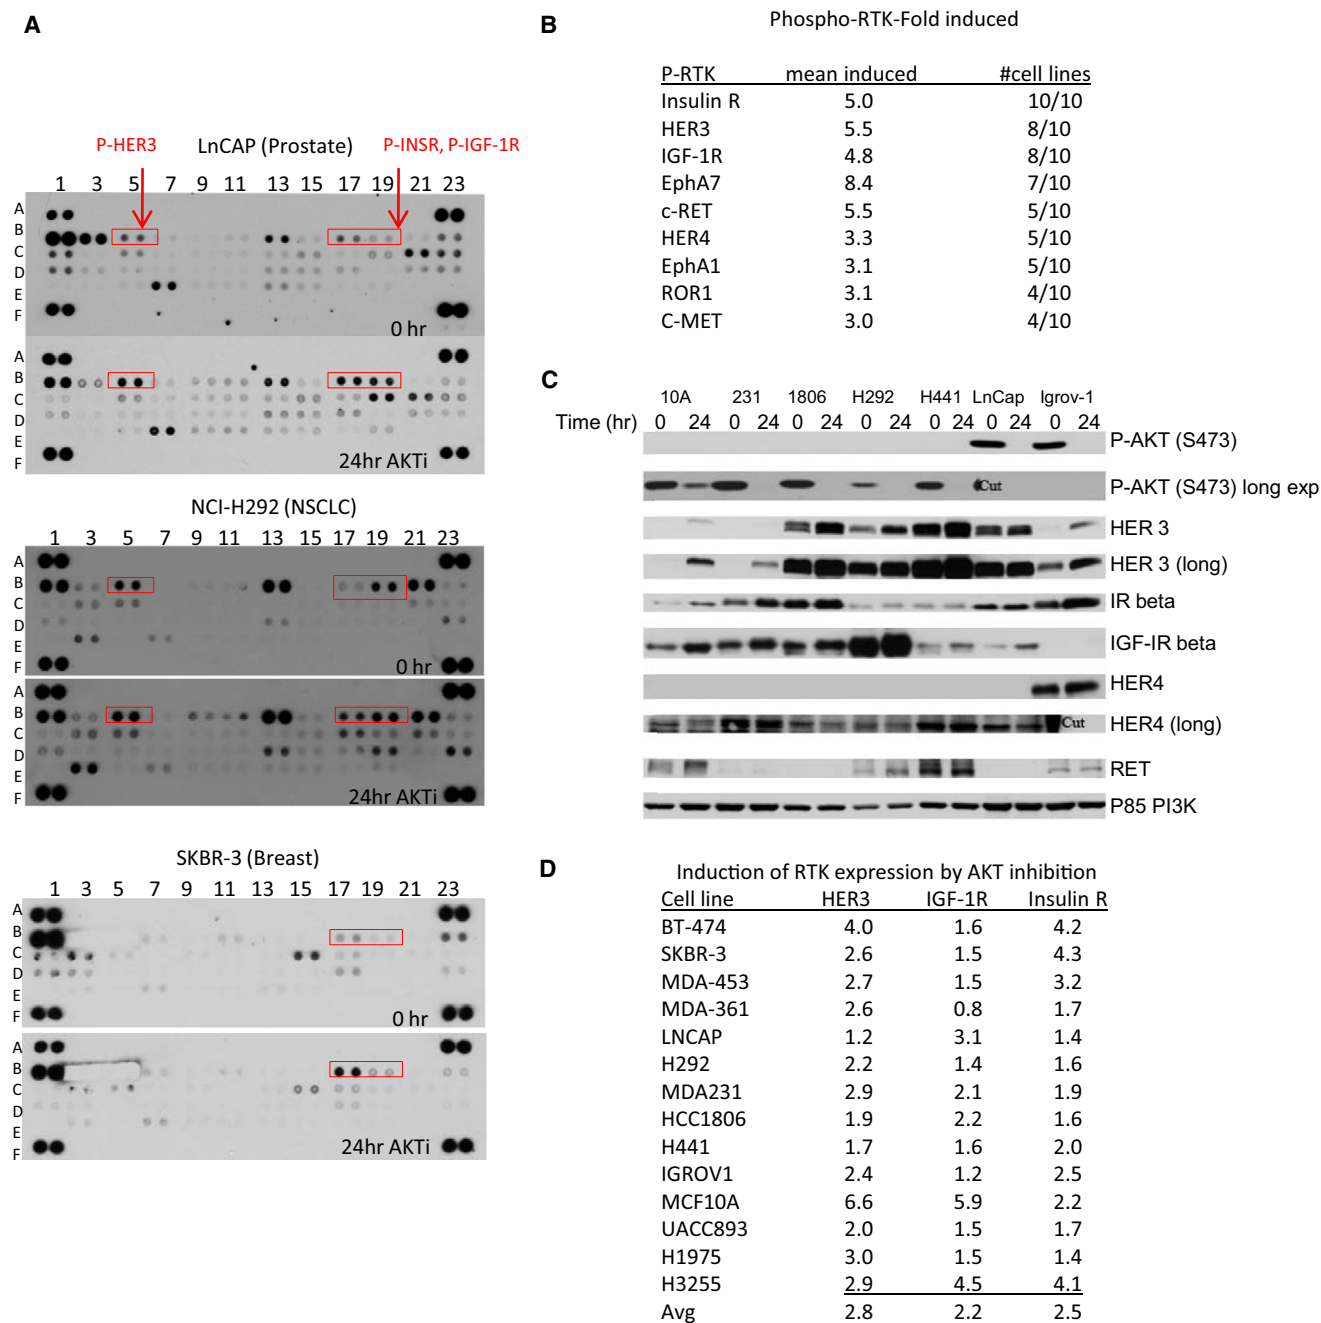 A
P-HER3 LnCAP (Prostate) P-INSR, P-IGF-1R
1 3 5 7 9 11 13 15 17 19 21 23
A
B
C
D
E
F
0 hr
A
B
C
D
E
F
24hr AKTi
NCI-H292 (NSCLC)
1 3 5 7 9 11 13 15 17 19 21 23
A
B
C
D
E
F
0 hr
A
B
C
D
E
F
24hr AKTi
SKBR-3 (Breast)
1 3 5 7 9 11 13 15 17 19 21 23
A
B
C
D
E
F
0 hr
A
B
C
D
E
F
24hr AKTi
B
Phospho-RTK-Fold induced
P-RTK mean induced #cell lines
Insulin R 5.0 10/10
HER3 5.5 8/10
IGF-1R 4.8 8/10
EphA7 8.4 7/10
c-RET 5.5 5/10
HER4 3.3 5/10
EphA1 3.1 5/10
ROR1 3.1 4/10
C-MET 3.0 4/10
C
10A 231 1806 H292 H441 LnCap Igrov-1
Time (hr) 0 24 0 24 0 24 0 24 0 24 0 24 0 24
P-AKT (S473)
Cut P-AKT (S473) long exp
HER 3
HER 3 (long)
IR beta
IGF-IR beta
HER4
Cut HER4 (long)
RET
P85 PI3K
D
Induction of RTK expression by AKT inhibition
Cell line HER3 IGF-1R Insulin R
BT-474 4.0 1.6 4.2
SKBR-3 2.6 1.5 4.3
MDA-453 2.7 1.5 3.2
MDA-361 2.6 0.8 1.7
LNCAP 1.2 3.1 1.4
H292 2.2 1.4 1.6
MDA231 2.9 2.1 1.9
HCC1806 1.9 2.2 1.6
H441 1.7 1.6 2.0
IGROV1 2.4 1.2 2.5
MCF10A 6.6 5.9 2.2
UACC893 2.0 1.5 1.7
H1975 3.0 1.5 1.4
H3255 2.9 4.5 4.1
Avg 2.8 2.2 2.5